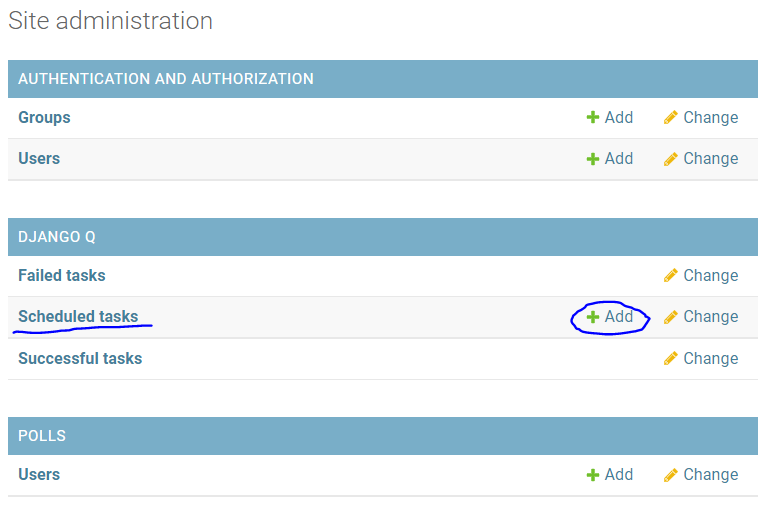 Site administration
AUTHENTICATION AND AUTHORIZATION
Groups Add Change
Users Add Change
DJANGO Q
Failed tasks Change
Scheduled tasks Add Change
Successful tasks Change
POLLS
Users Add Change